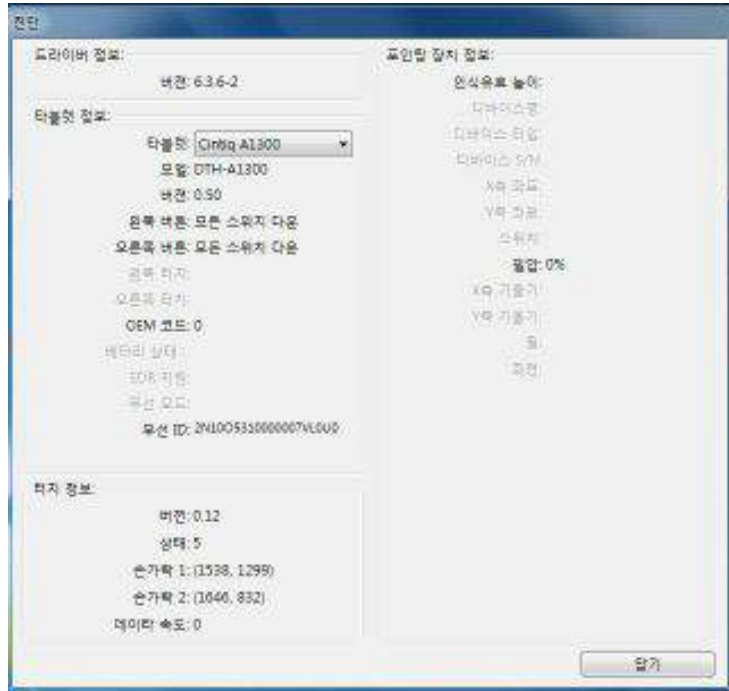 진단
드라이버 정보:
버전: 6.3.6-2
타블렛 정보:
타블렛: Cintiq A1300
모델: DTH-A1300
버전: 0.50
왼쪽 버튼: 모든 스위치 다운
오른쪽 버튼: 모든 스위치 다운
왼쪽 터치:
오른쪽 터치:
OEM 코드: 0
배터리 상태:
EOR 지원:
무선 모드:
무선 ID:
터치 정보:
버전: 0.12
상태: 5
손가락 1: (1538, 1299)
손가락 2: (1646, 832)
데이타 속도: 0
포인팅 장치 정보:
인식유효 높이:
디바이스명
디바이스 타입
디바이스 S/N
X축 좌표
Y축 좌표
스위치
필압: 0%
X축 기울기
Y축 기울기
휠
회전
닫기